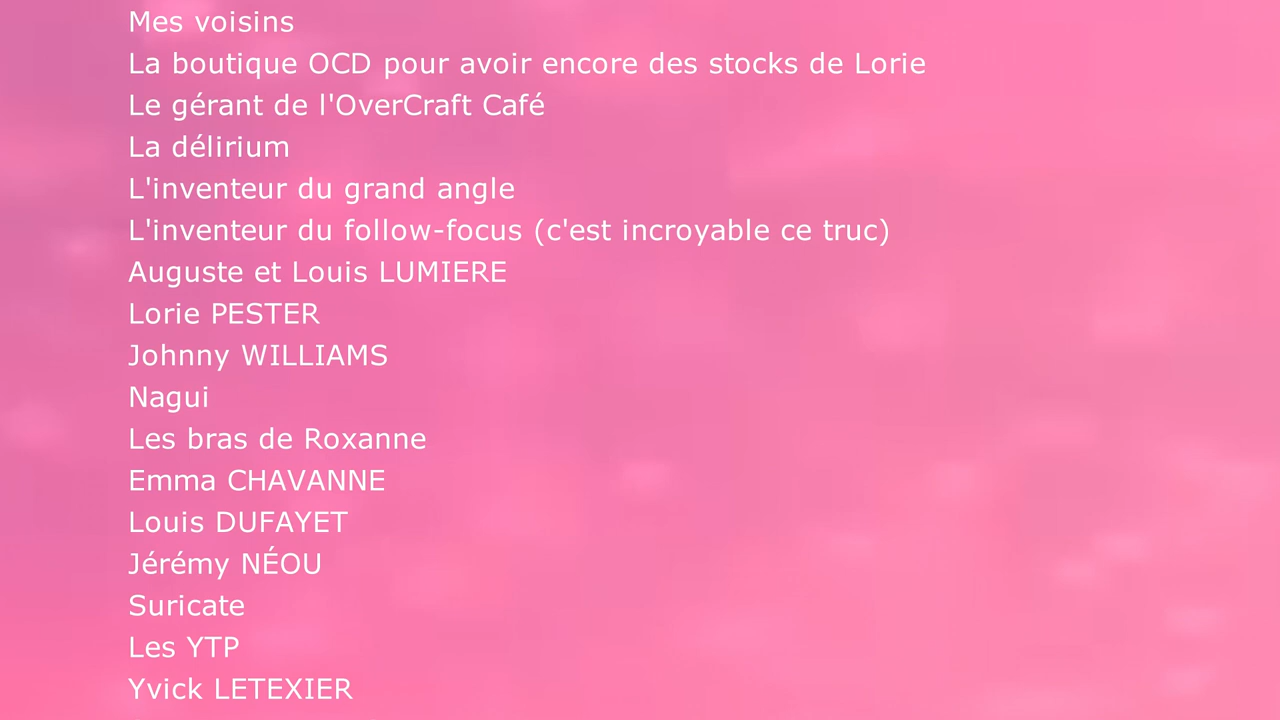 Mes voisins
La boutique OCD pour avoir encore des stocks de Lorie
Le gérant de l'OverCraft Café
La délirium
L'inventeur du grand angle
L'inventeur du follow-focus (c'est incroyable ce truc)
Auguste et Louis LUMIERE
Lorie PESTER
Johnny WILLIAMS
Nagui
Les bras de Roxanne
Emma CHAVANNE
Louis DUFAYET
Jérémy NÉOU
Suricate
Les YTP
Yvick LETEXIER